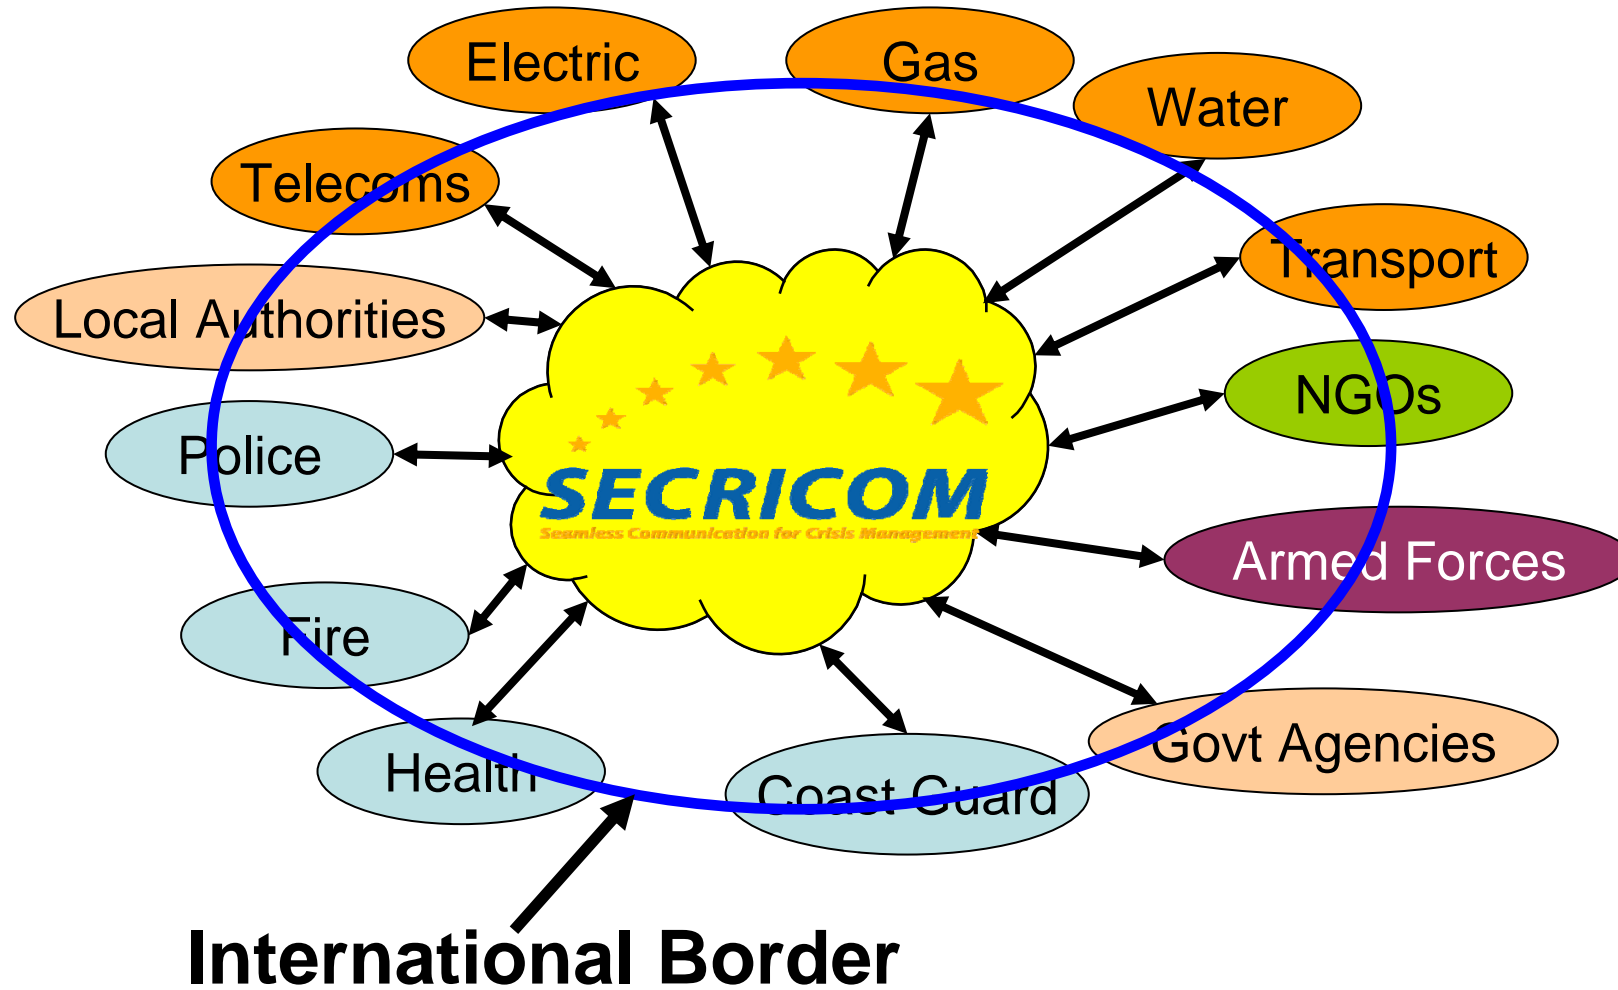 Electric
Gas
Water
Telecoms
Transport
Local Authorities
NGOs
Police
SECRICOM
Seamless Communication for Crisis Management
Armed Forces
Fire
Govt Agencies
Health
Coast Guard
International Border